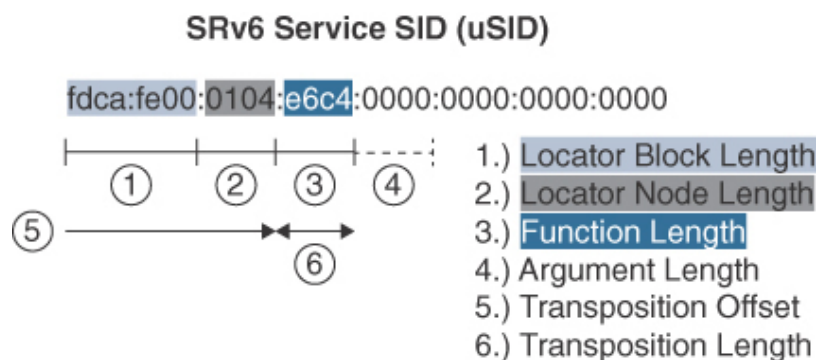 SRv6 Service SID (uSID)
fdca:fe00:0104:e6c4:0000:0000:0000:0000
1 2 3 4
5
6
1.) Locator Block Length
2.) Locator Node Length
3.) Function Length
4.) Argument Length
5.) Transposition Offset
6.) Transposition Length